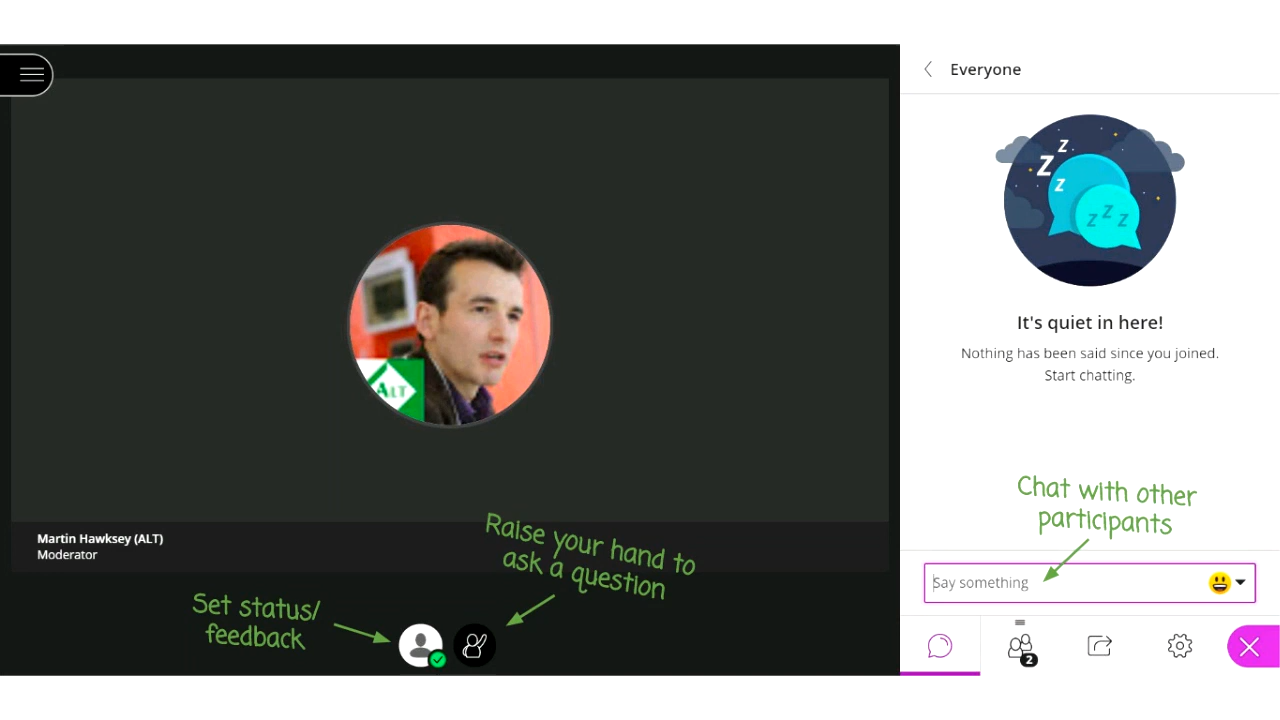 Everyone
Z
Z
Z
Z Z Z
It's quiet in here!
Nothing has been said since you joined.
Start chatting.
ALT
Martin Hawksey (ALT)
Moderator
Raise your hand to
ask a question
Set status/
feedback
Chat with other
participants
Say something
2